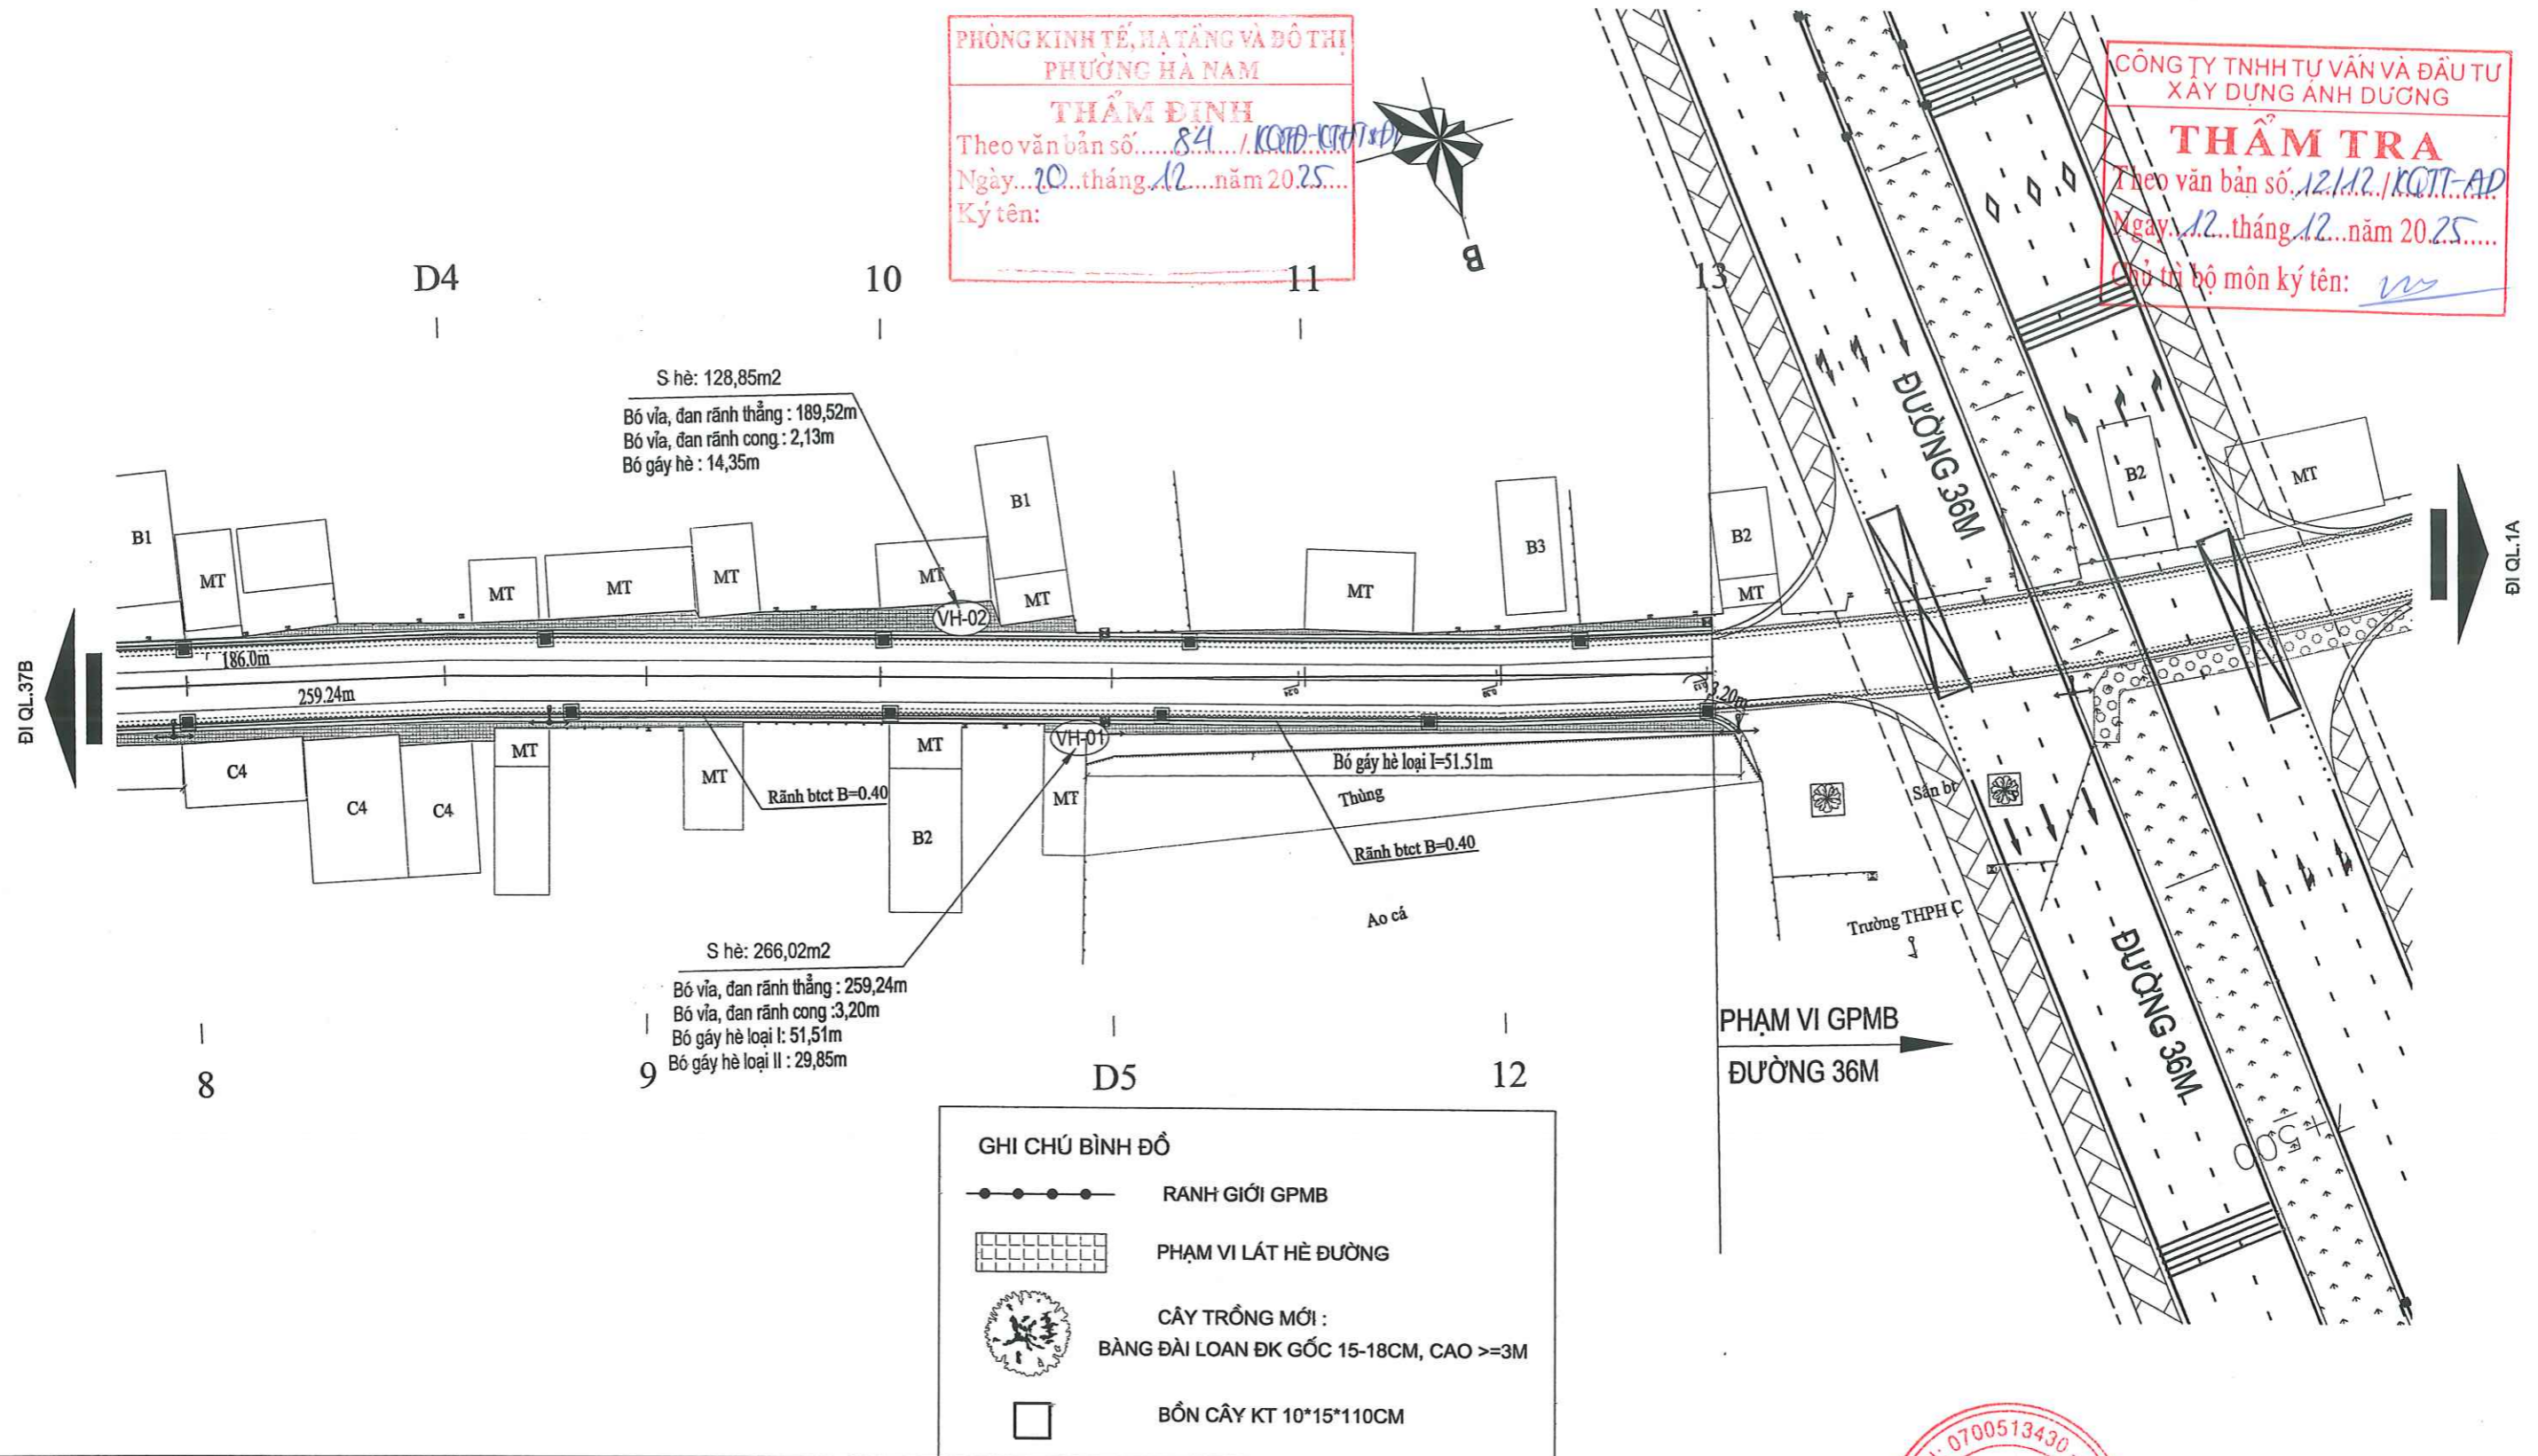 PHÒNG KINH TẾ, HẠ TẦNG VÀ ĐÔ THỊ
PHƯỜNG HÀ NAM
THẨM ĐỊNH
Theo văn bản số.......84..../
Ngày...20...tháng.12....năm 2025.....
Ký tên:
CÔNG TY TNHH TƯ VẤN VÀ ĐẦU TƯ
XÂY DỰNG ÁNH DƯƠNG
THẨM TRA
Theo văn bản số.1212/KQTT-AD
Ngày.12...tháng.12...năm 20.25.....
Chủ trì bộ môn ký tên:
B
D4
10
11
13
S hè: 128,85m2
Bó vỉa, đan rãnh thẳng : 189,52m
Bó vỉa, đan rãnh cong : 2,13m
Bó gáy hè : 14,35m
ĐƯỜNG 36M
B1
MT
MT
MT
MT
MT
B1
MT
MT
B3
B2
MT
B2
MT
VH-02
ĐI QL.37B
ĐI QL.1A
186.0m
259.24m
3.20m
VH-01
C4
C4
C4
MT
MT
MT
B2
MT
Rãnh btct B=0.40
Bó gáy hè loại I=51.51m
Thùng
Rãnh btct B=0.40
Ao cá
Sân bt
Trường THPH C
S hè: 266,02m2
Bó vỉa, đan rãnh thẳng : 259,24m
Bó vỉa, đan rãnh cong :3,20m
Bó gáy hè loại I: 51,51m
Bó gáy hè loại II : 29,85m
8
9
D5
12
PHẠM VI GPMB
ĐƯỜNG 36M
ĐƯỜNG 36M
GHI CHÚ BÌNH ĐỒ
RANH GIỚI GPMB
PHẠM VI LÁT HÈ ĐƯỜNG
CÂY TRỒNG MỚI :
BÀNG ĐÀI LOAN ĐK GỐC 15-18CM, CAO >=3M
BỒN CÂY KT 10*15*110CM
0700513430